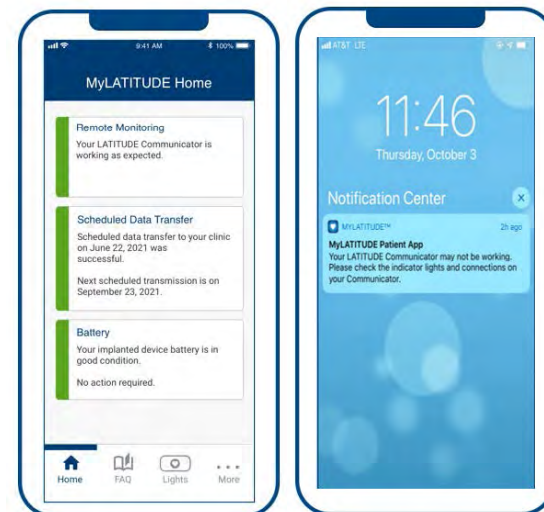 9:41 AM
100%
MyLATITUDE Home
Remote Monitoring
Your LATITUDE Communicator is
working as expected.
Scheduled Data Transfer
Scheduled data transfer to your clinic
on June 22, 2021 was
successful.
Next scheduled transmission is on
September 23, 2021.
Battery
Your implanted device battery is in
good condition.
No action required.
Home
FAQ
Lights
More
AT&T LTE
11:46
Thursday, October 3
Notification Center
X
MYLATITUDE™
2h ago
MyLATITUDE Patient App
Your LATITUDE Communicator may not be working.
Please check the indicator lights and connections on
your Communicator.